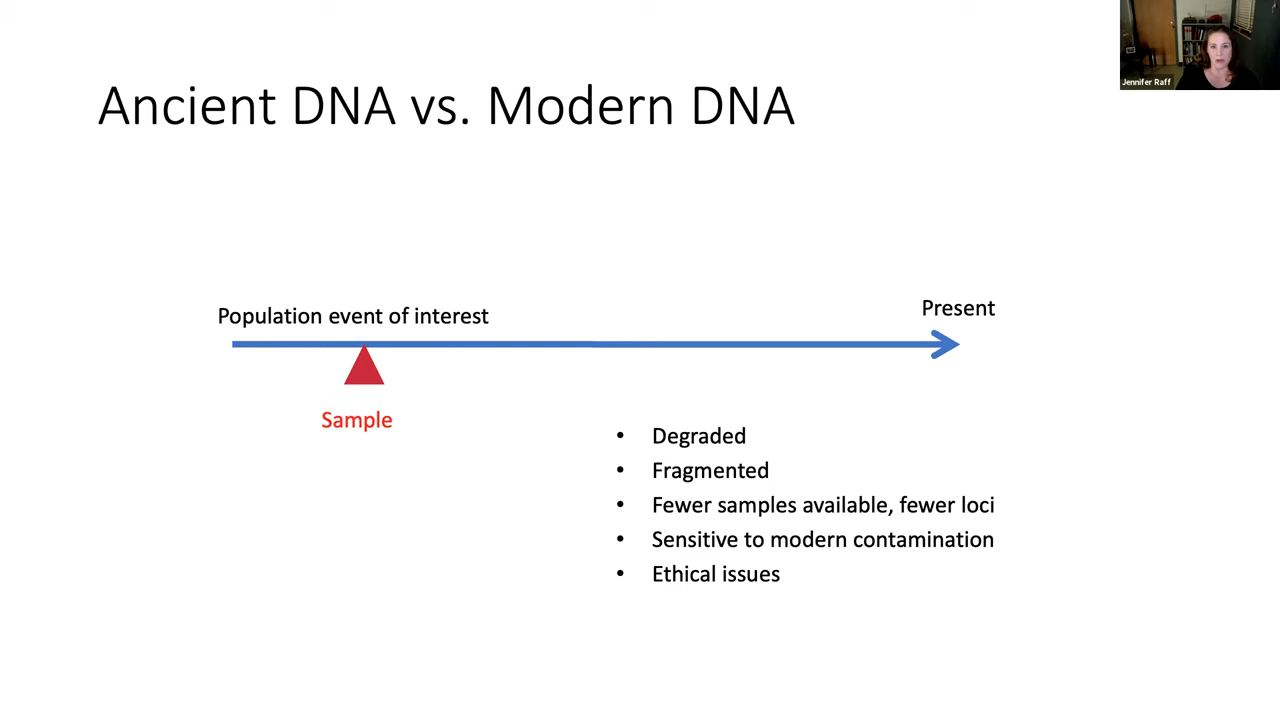 Jennifer Raff
Ancient DNA vs. Modern DNA
Population event of interest
Present
Sample
• Degraded
• Fragmented
• Fewer samples available, fewer loci
• Sensitive to modern contamination
• Ethical issues